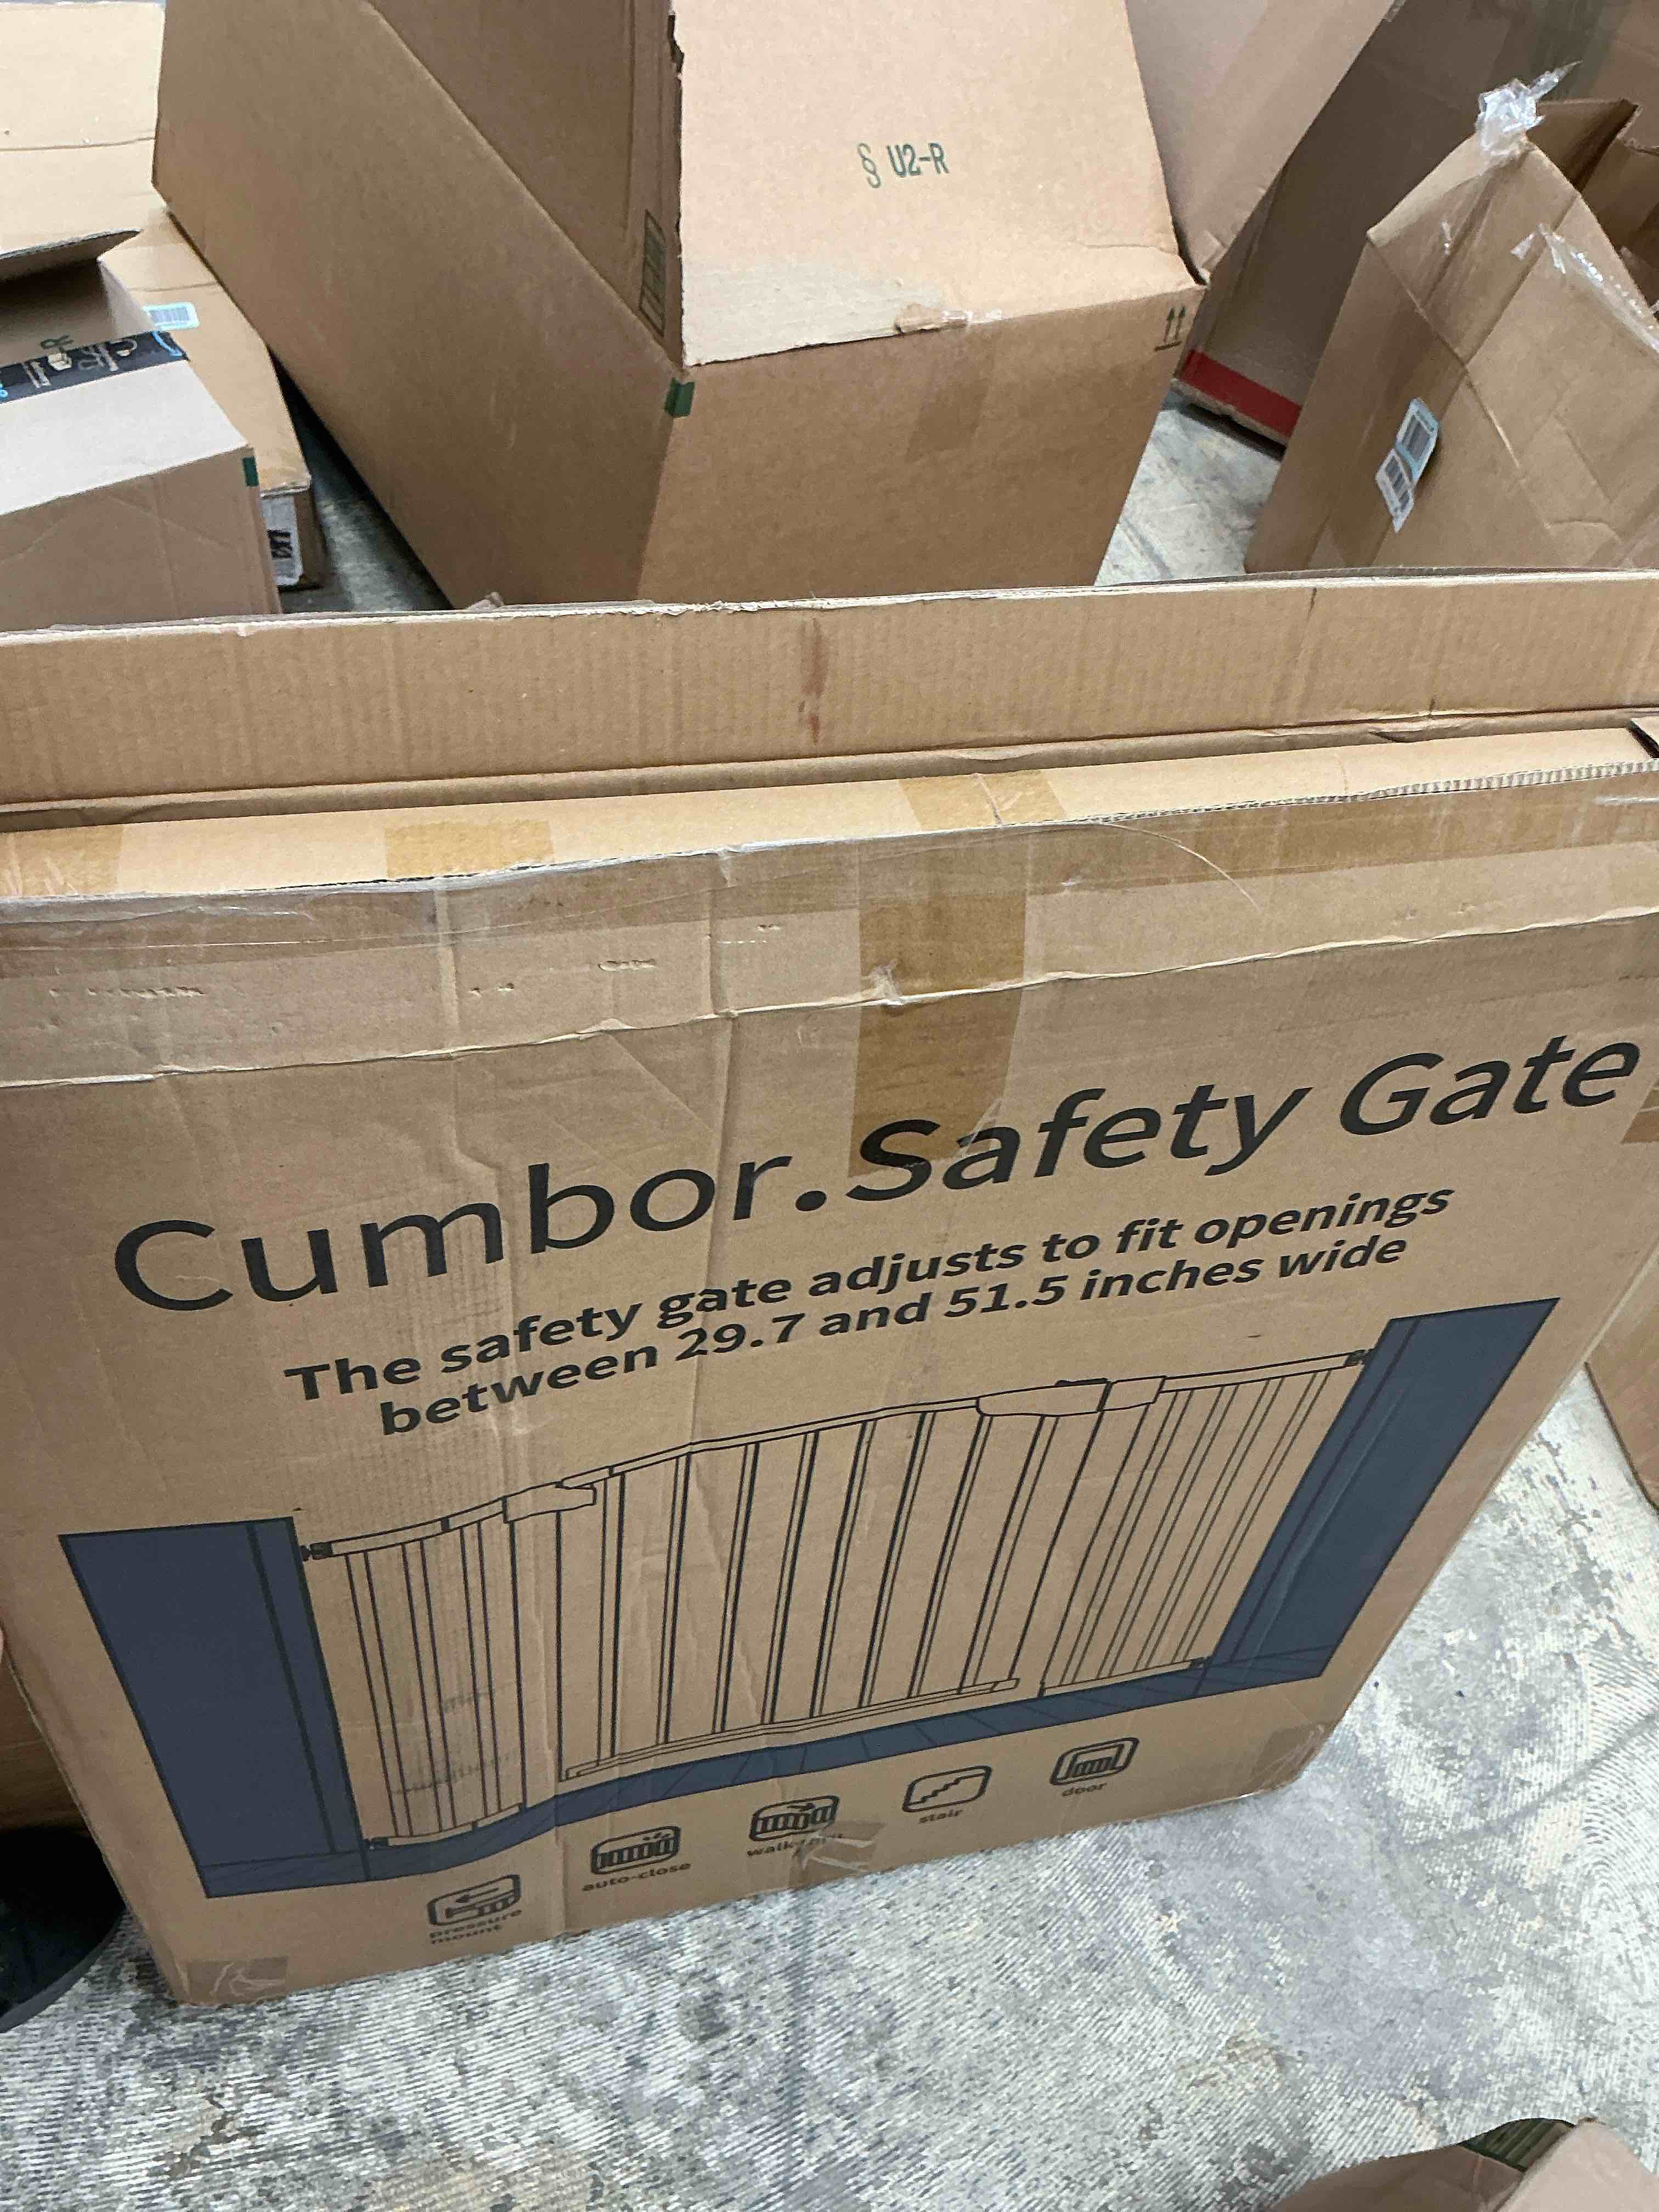 § U2-R
Cumbor.Safety Gate
The safety gate adjusts to fit openings
between 29.7 and 51.5 inches wide
pressure
mount
auto-close
stair
door